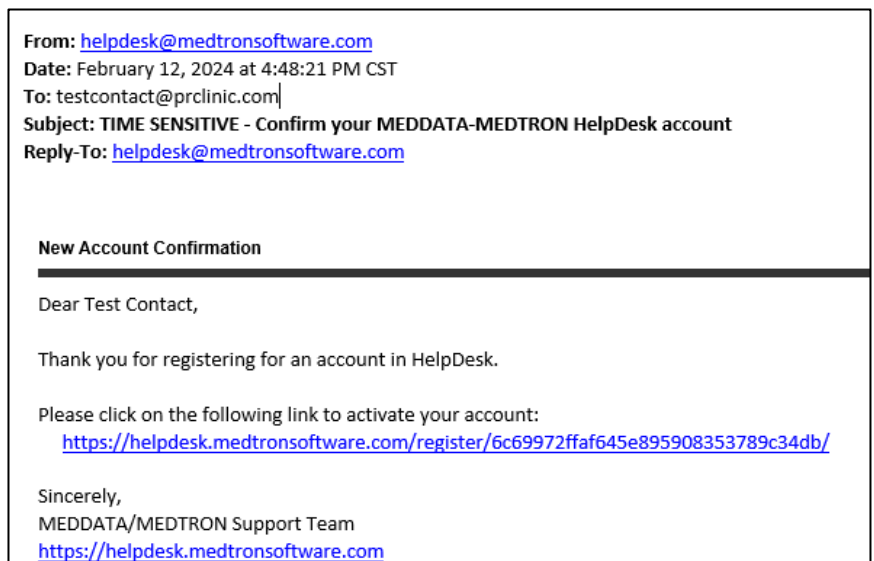 From: helpdesk@medtronsoftware.com
Date: February 12, 2024 at 4:48:21 PM CST
To: testcontact@prclinic.com
Subject: TIME SENSITIVE - Confirm your MEDDATA-MEDTRON HelpDesk account
Reply-To: helpdesk@medtronsoftware.com
New Account Confirmation
Dear Test Contact,
Thank you for registering for an account in HelpDesk.
Please click on the following link to activate your account:
https://helpdesk.medtronsoftware.com/register/6c69972ffaf645e895908353789c34db/
Sincerely,
MEDDATA/MEDTRON Support Team
https://helpdesk.medtronsoftware.com